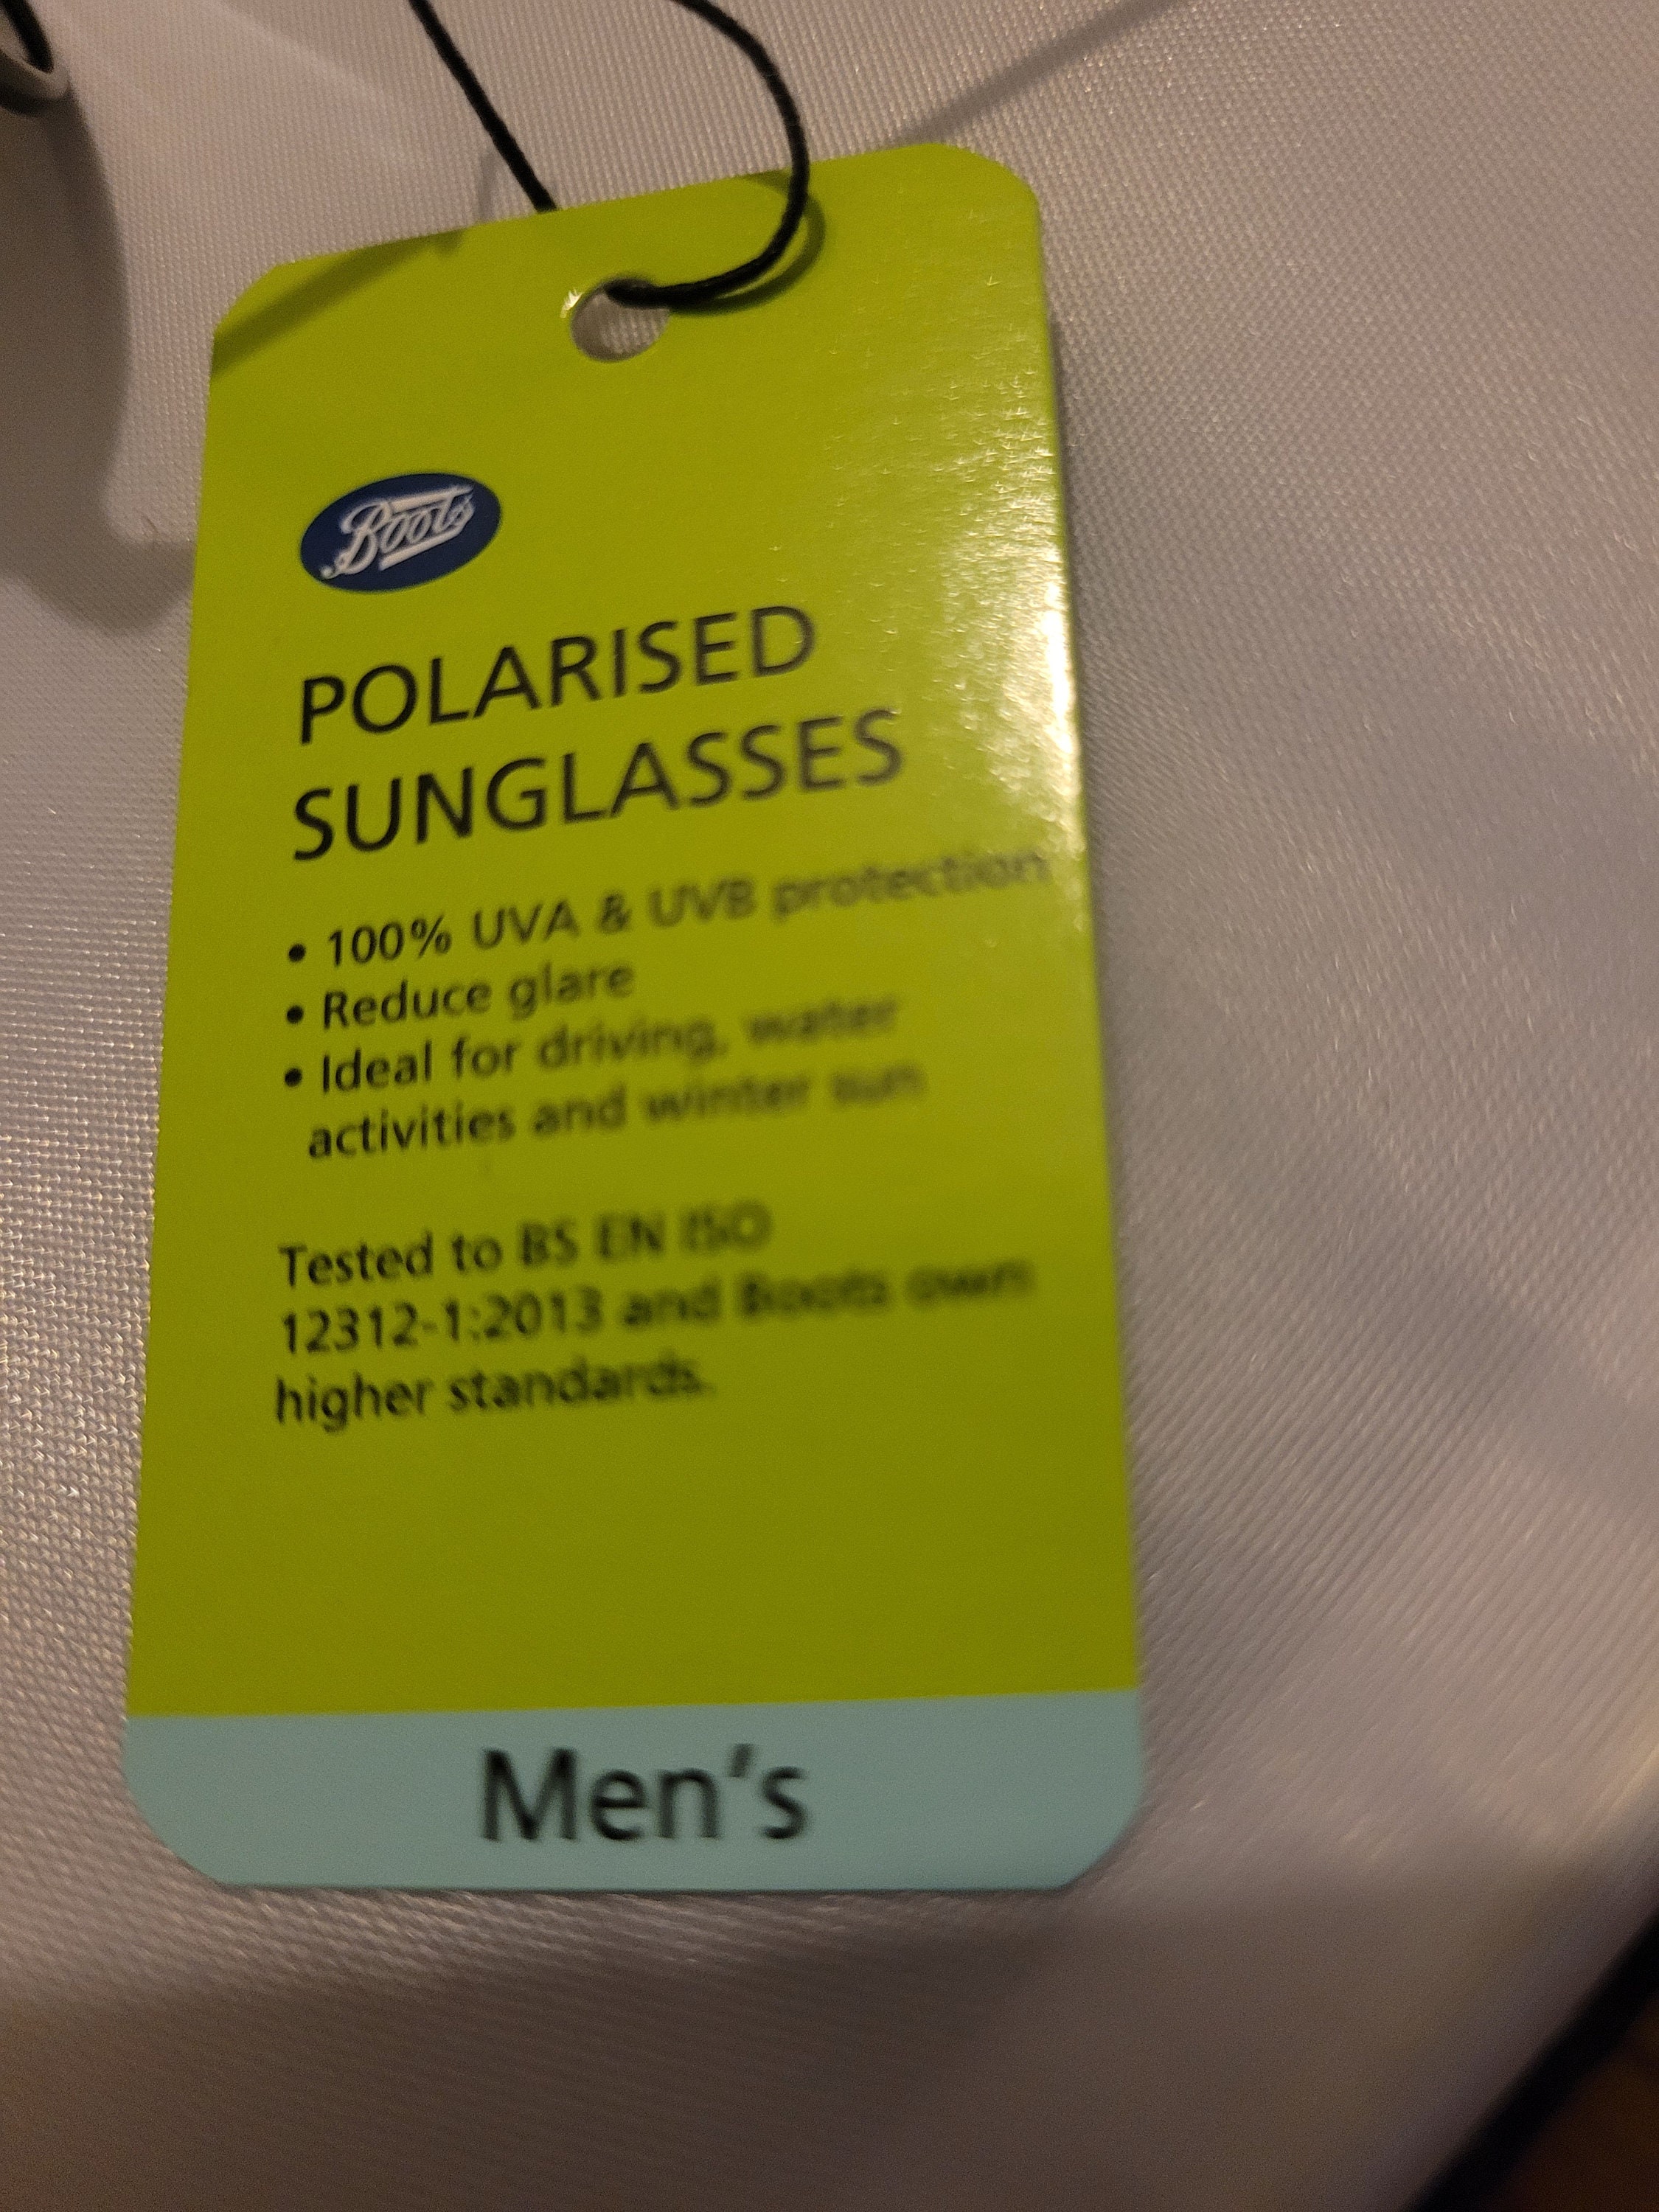 Boots
POLARISED
SUNGLASSES
• 100% UVA & UVB protection
• Reduce glare
• Ideal for driving, water
activities and winter sun
Tested to BS EN ISO
12312-1:2013 and Boots own
higher standards.
Men's